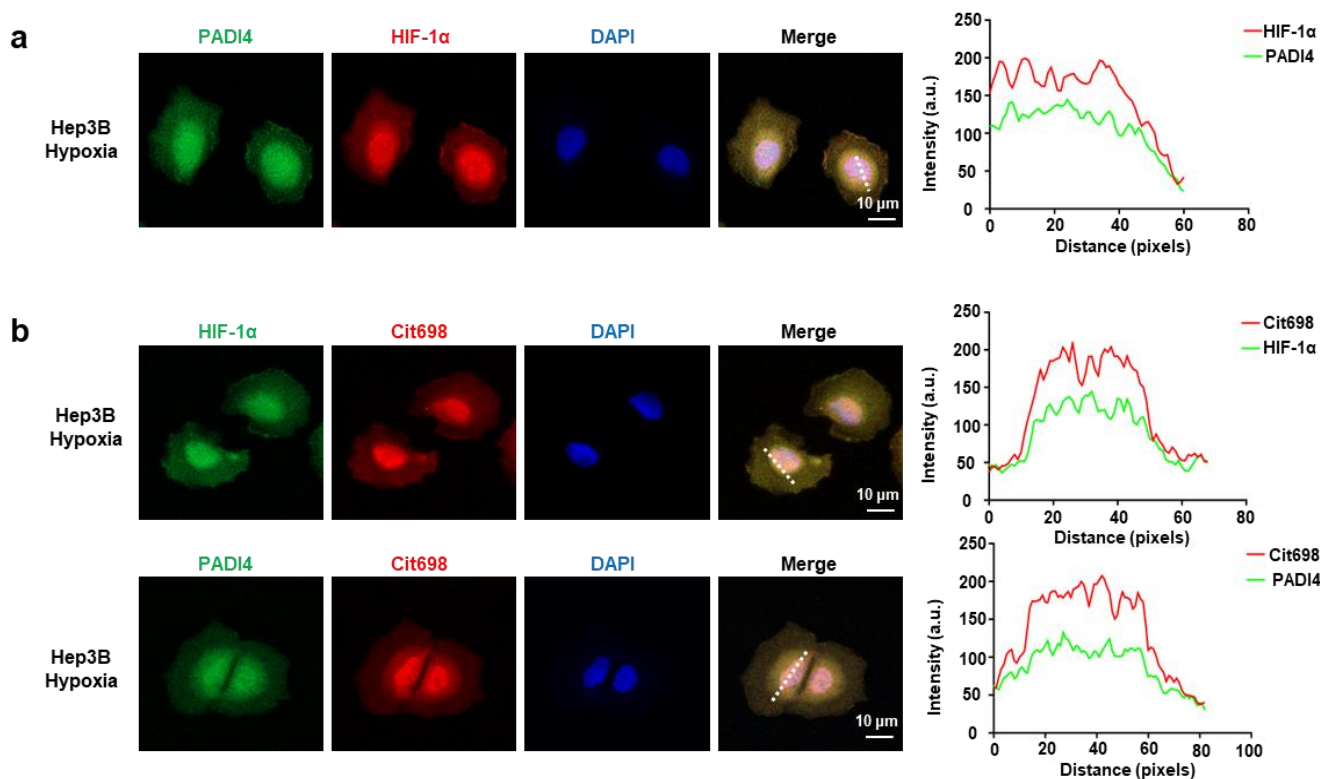 a
PADI4 HIF-1α DAPI Merge
Hep3B
Hypoxia
10 μm
250
200
150
100
50
0
Intensity (a.u.)
0 20 40 60 80
Distance (pixels)
HIF-1α
PADI4
b
HIF-1α Cit698 DAPI Merge
Hep3B
Hypoxia
10 μm
250
200
150
100
50
0
Intensity (a.u.)
0 20 40 60 80
Distance (pixels)
Cit698
HIF-1α
PADI4 Cit698 DAPI Merge
Hep3B
Hypoxia
10 μm
250
200
150
100
50
0
Intensity (a.u.)
0 20 40 60 80 100
Distance (pixels)
Cit698
PADI4